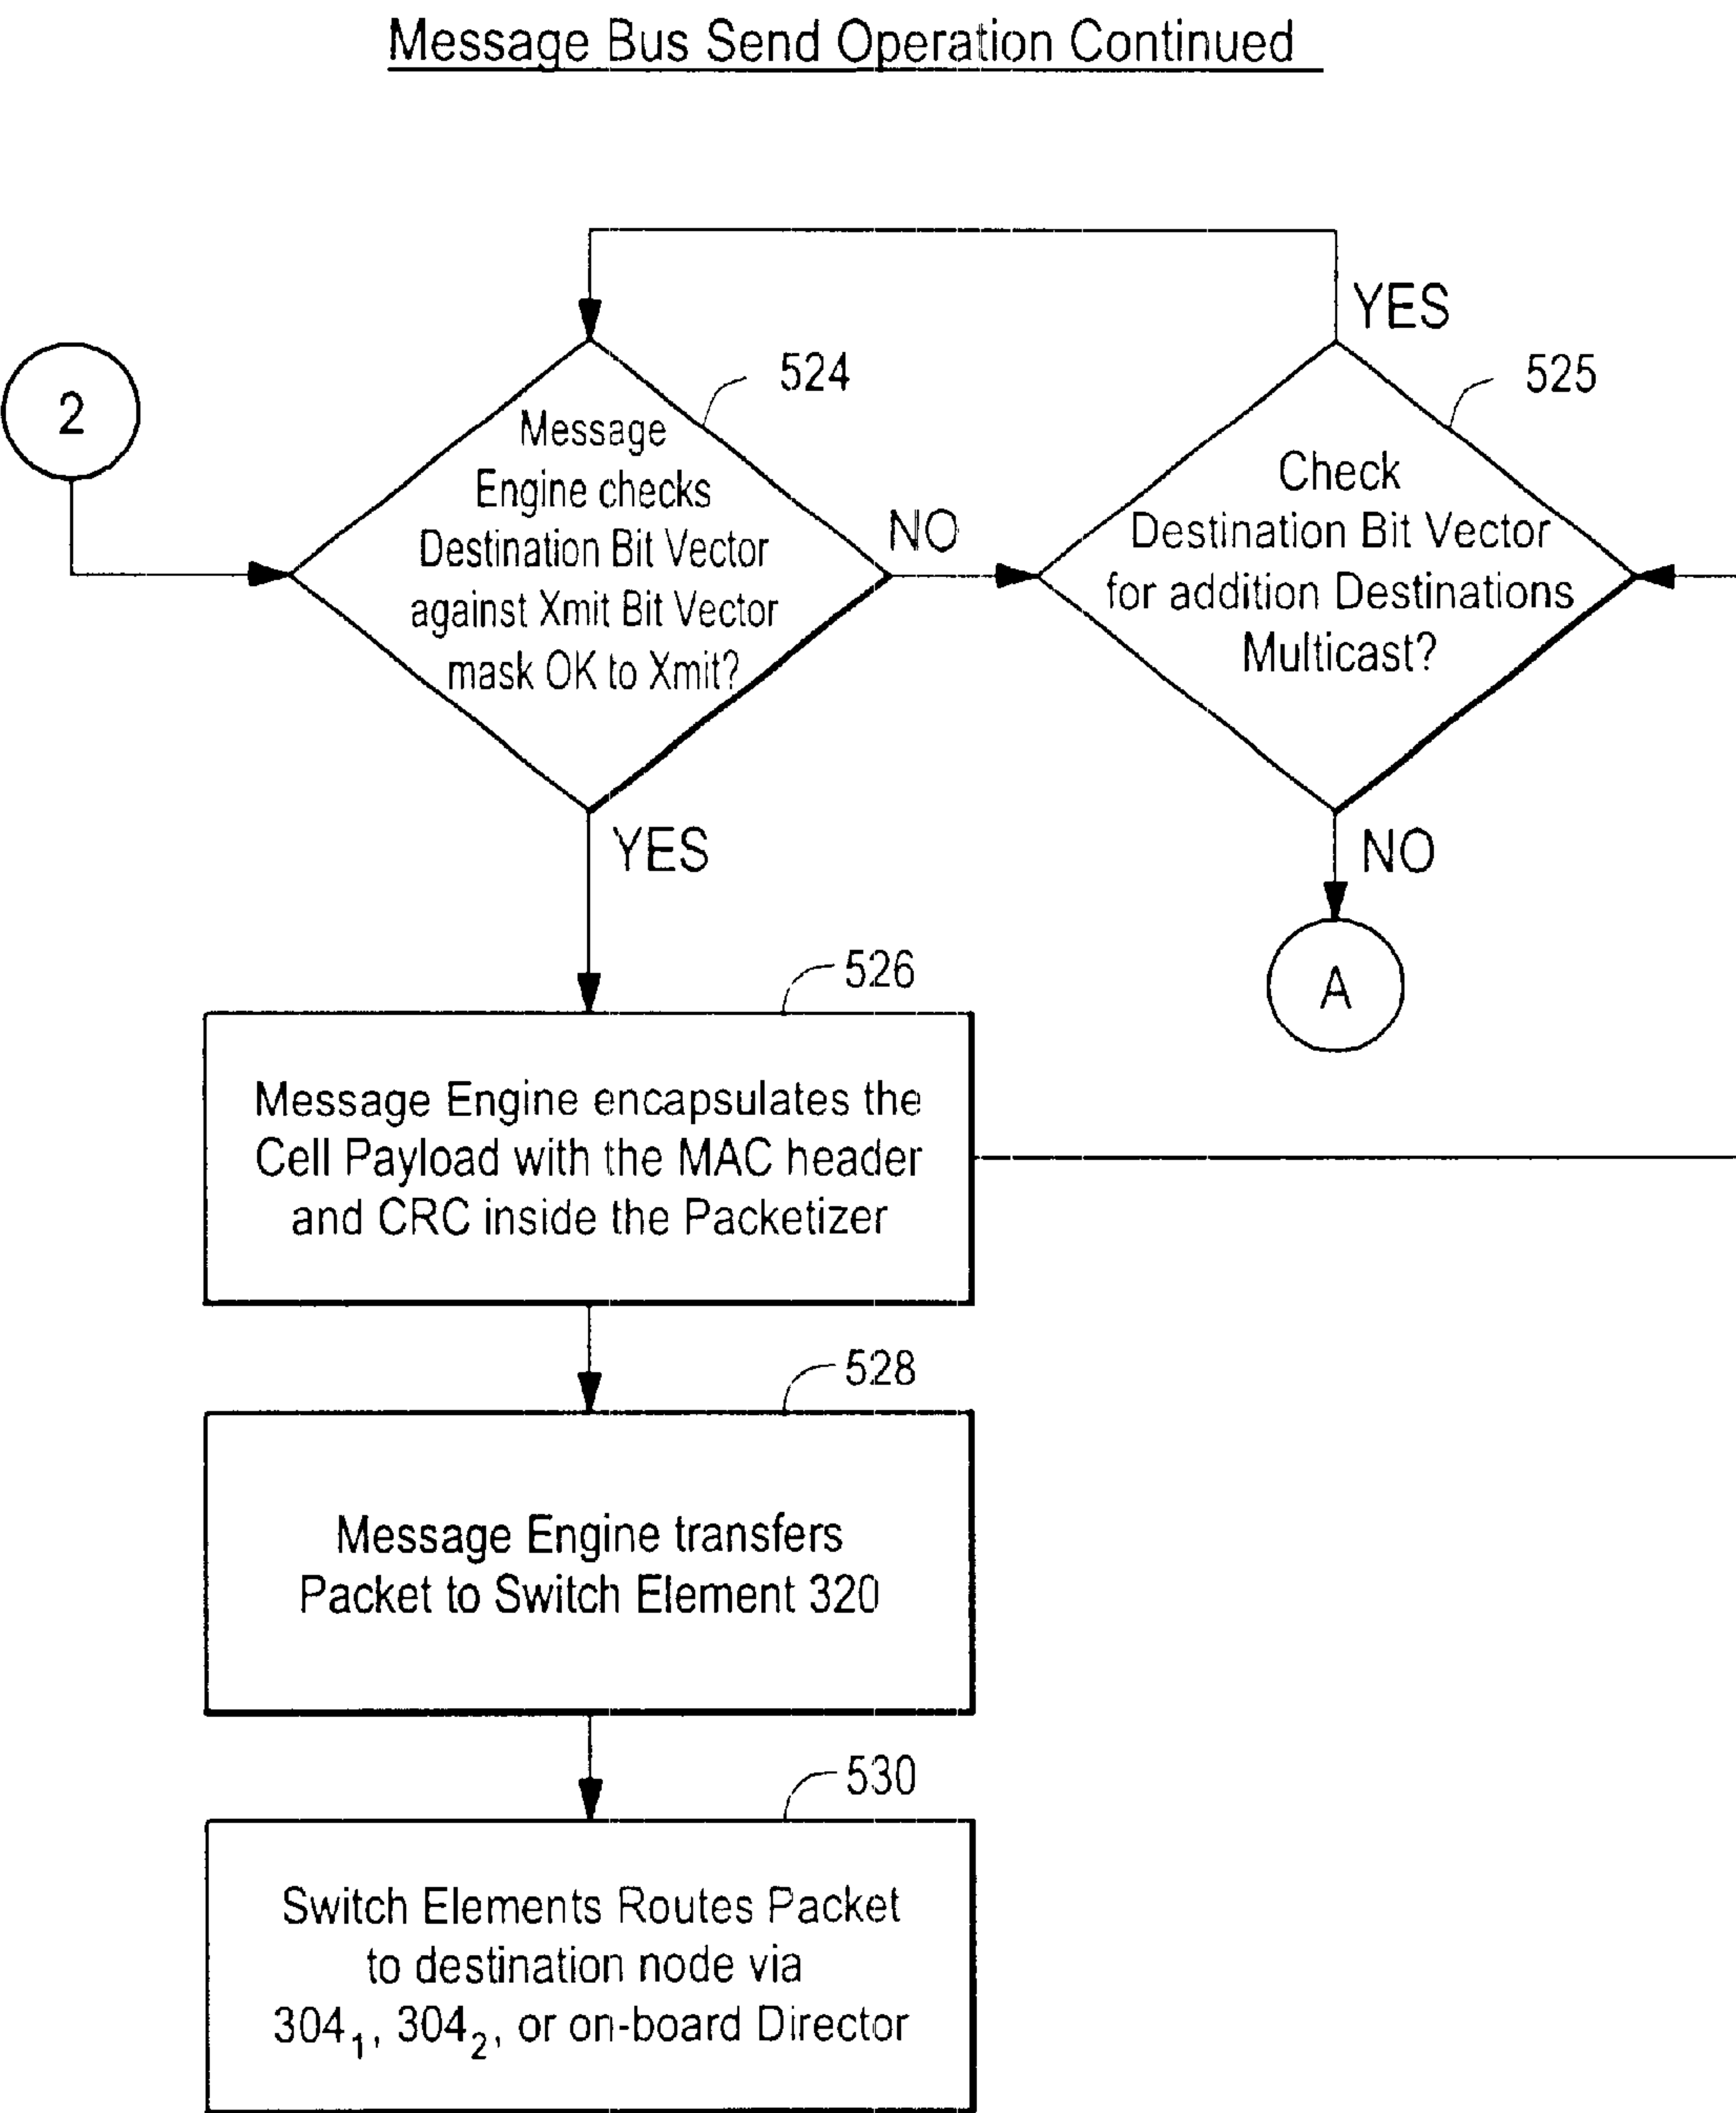 Message Bus Send Operation Continued
2
524
Message
Engine checks
Destination Bit Vector
against Xmit Bit Vector
mask OK to Xmit?
NO
YES
525
Check
Destination Bit Vector
for addition Destinations
Multicast?
YES
NO
A
526
Message Engine encapsulates the
Cell Payload with the MAC header
and CRC inside the Packetizer
528
Message Engine transfers
Packet to Switch Element 320
530
Switch Elements Routes Packet
to destination node via
304₁, 304₂, or on-board Director